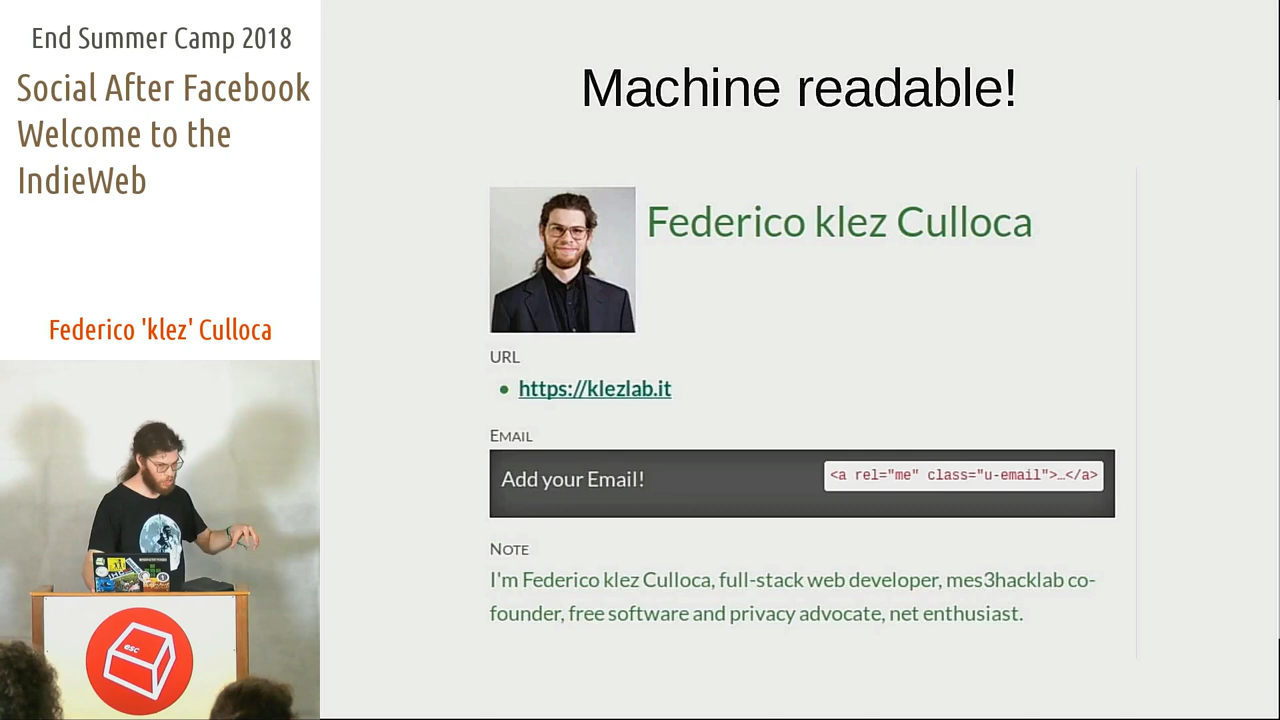 End Summer Camp 2018
Social After Facebook
Welcome to the
IndieWeb
Federico 'klez' Culloca
esc
Machine readable!
Federico klez Culloca
URL
https://klezlab.it
EMAIL
Add your Email!
<a rel="me" class="u-email">…</a>
NOTE
I'm Federico klez Culloca, full-stack web developer, mes3hacklab co-
founder, free software and privacy advocate, net enthusiast.